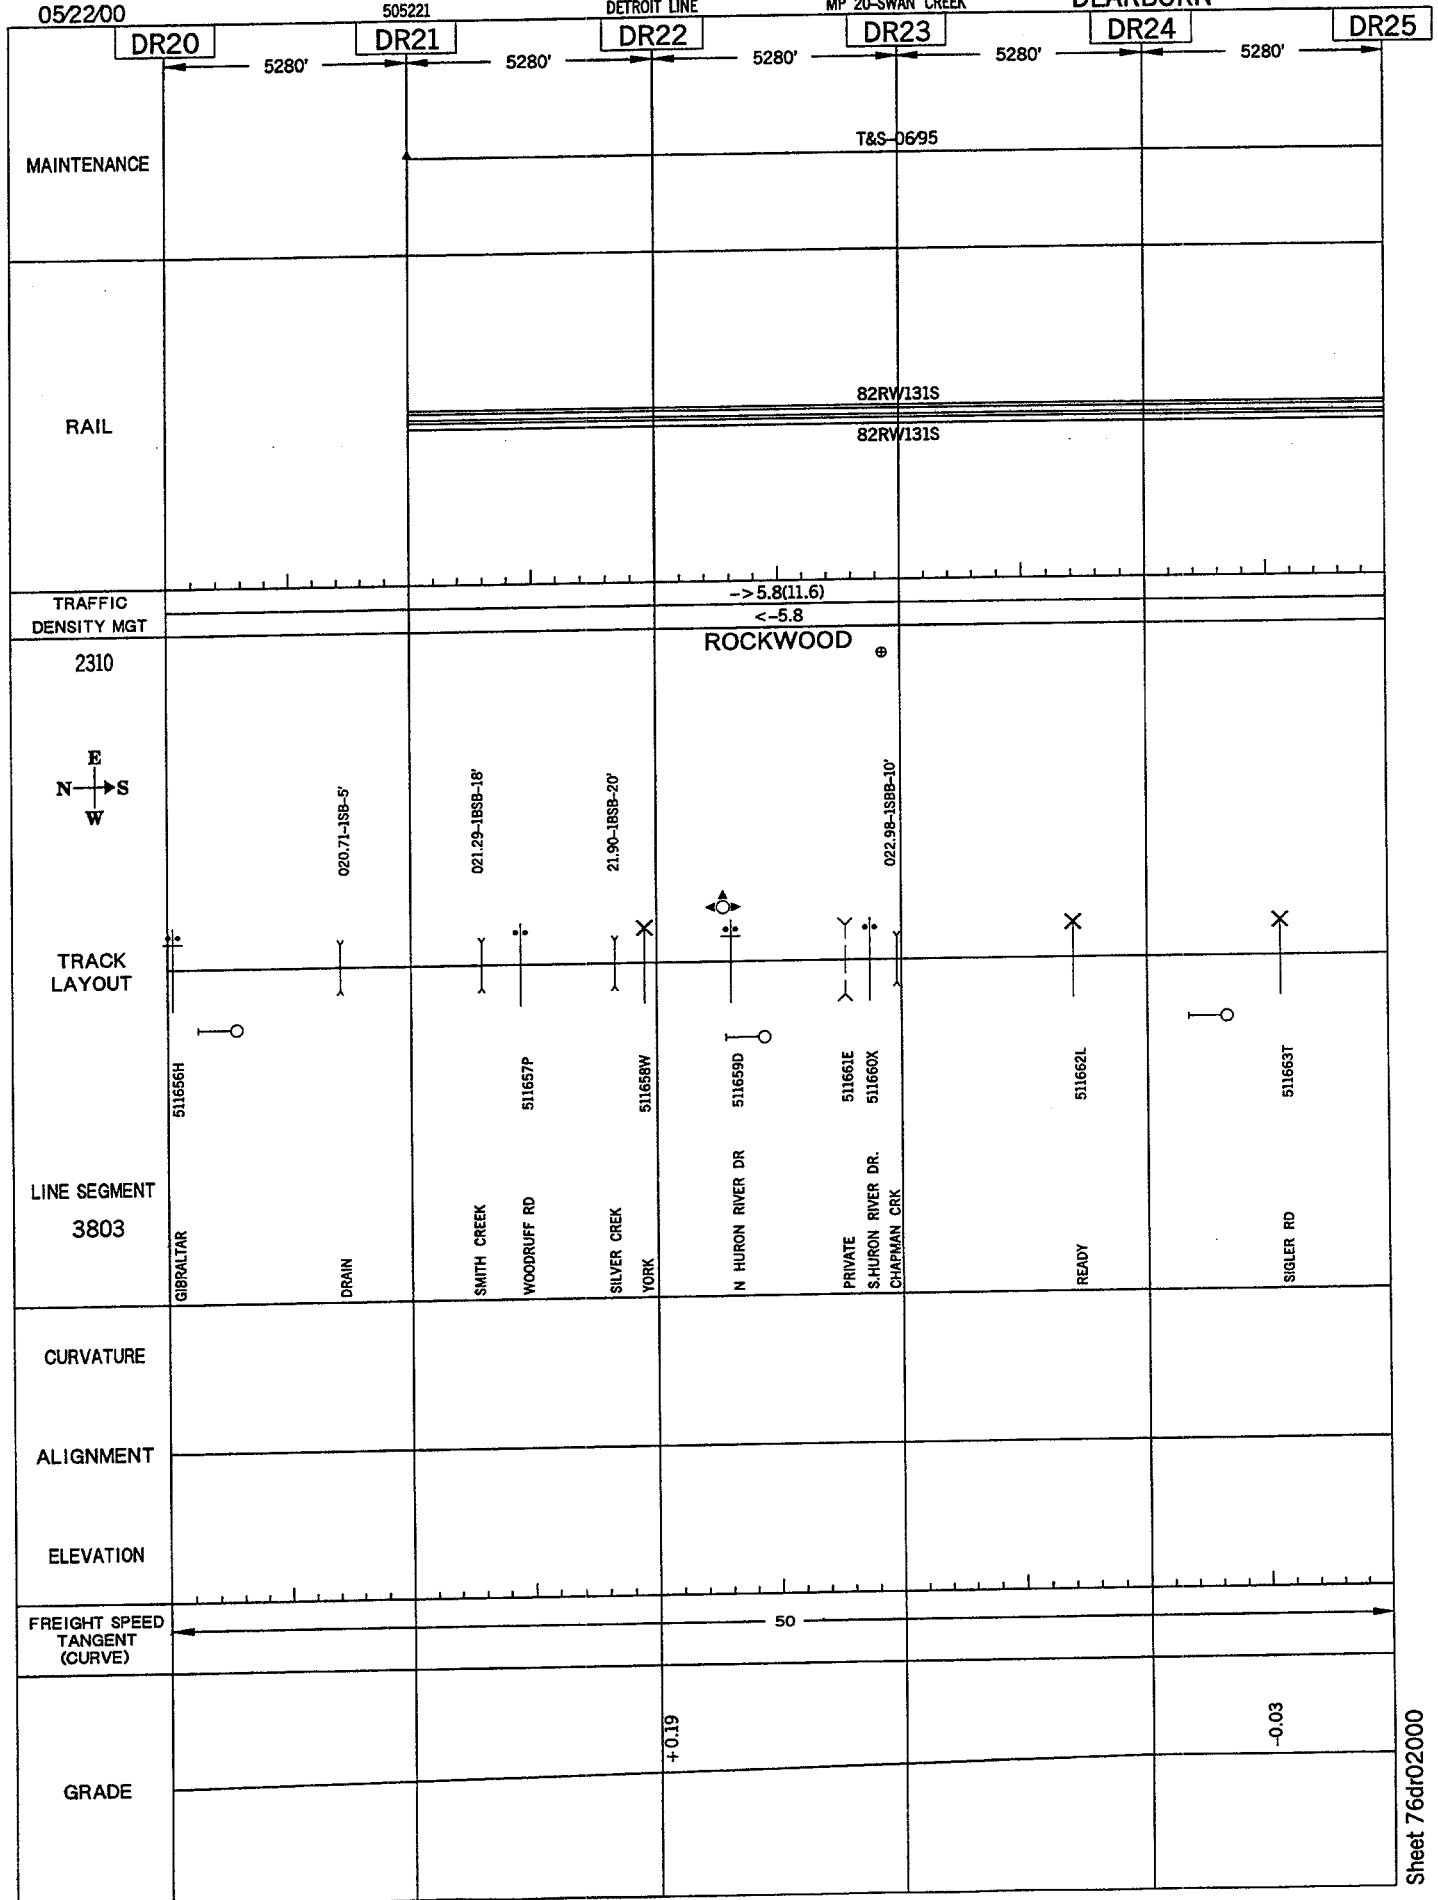 05/22/00
505221
DETROIT LINE
MP 20-SWAN CREEK
DEARBORN
DR20
DR21
DR22
DR23
DR24
DR25
5280'
5280'
5280'
5280'
5280'
MAINTENANCE
T&S-06/95
RAIL
82RW131S
82RW131S
TRAFFIC
DENSITY MGT
->5.8(11.6)
<-5.8
2310
ROCKWOOD
E
N S
W
020.71-1SB-5'
021.29-1BSB-18'
21.90-1BSB-20'
022.98-1SBB-10'
TRACK
LAYOUT
511656H
511657P
511658W
511659D
511661E
511660X
511662L
511663T
LINE SEGMENT
3803
GIBRALTAR
DRAIN
SMITH CREEK
WOODRUFF RD
SILVER CREK
YORK
N HURON RIVER DR
PRIVATE
S.HURON RIVER DR.
CHAPMAN CRK
READY
SIGLER RD
CURVATURE
ALIGNMENT
ELEVATION
FREIGHT SPEED
TANGENT
(CURVE)
50
GRADE
+0.19
-0.03
Sheet 76dr02000